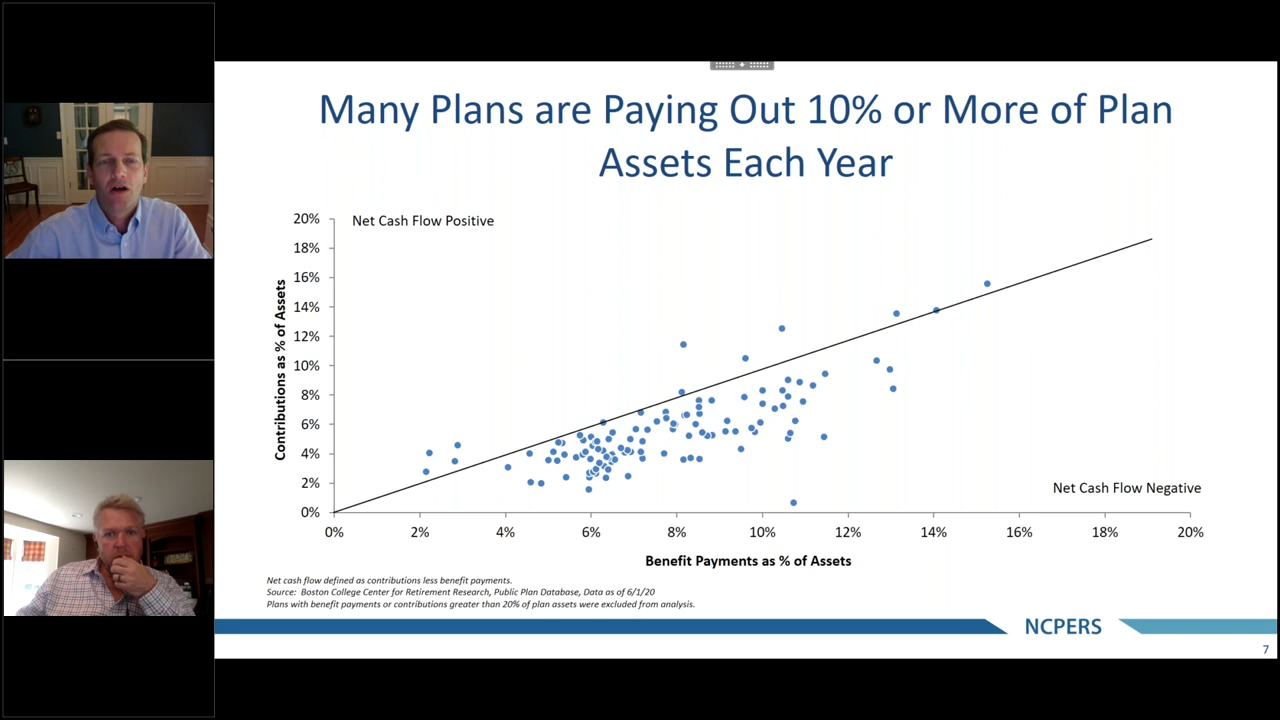 Many Plans are Paying Out 10% or More of Plan
Assets Each Year
Net Cash Flow Positive
20%
18%
16%
14%
12%
10%
8%
6%
4%
2%
0%
Contributions as % of Assets
Net Cash Flow Negative
0% 2% 4% 6% 8% 10% 12% 14% 16% 18% 20%
Benefit Payments as % of Assets
Net cash flow defined as contributions less benefit payments.
Source: Boston College Center for Retirement Research, Public Plan Database, Data as of 6/1/20
Plans with benefit payments or contributions greater than 20% of plan assets were excluded from analysis.
NCPERS
7